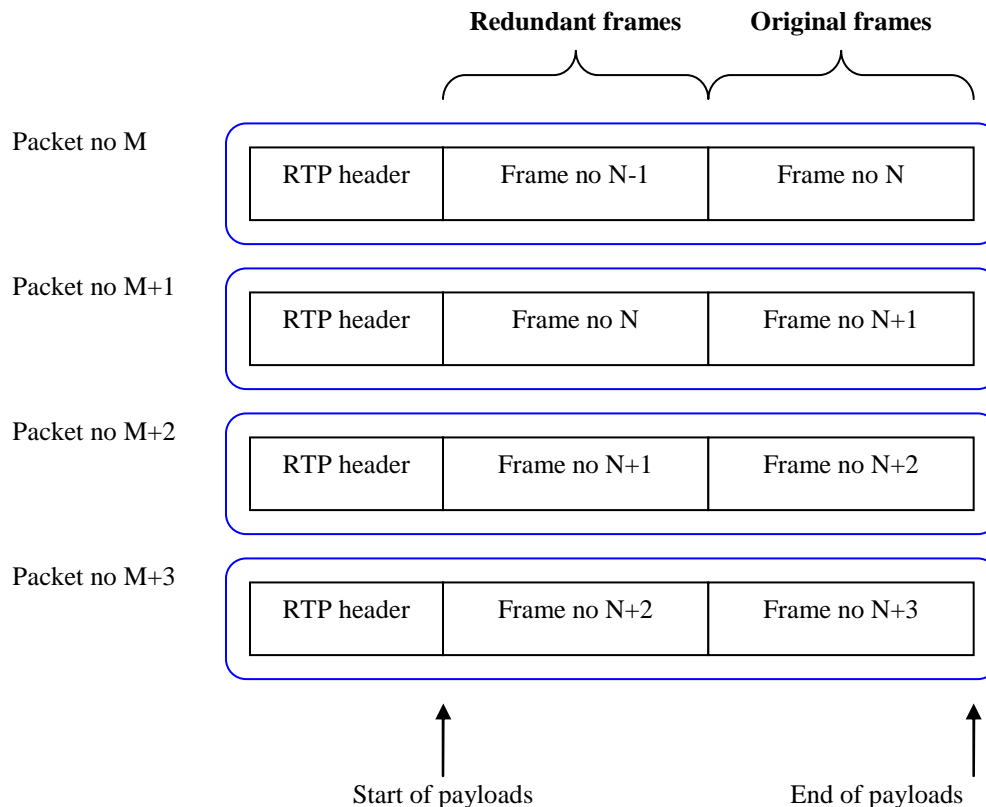 Redundant frames Original frames
Packet no M
RTP header Frame no N-1 Frame no N
Packet no M+1
RTP header Frame no N Frame no N+1
Packet no M+2
RTP header Frame no N+1 Frame no N+2
Packet no M+3
RTP header Frame no N+2 Frame no N+3
Start of payloads End of payloads